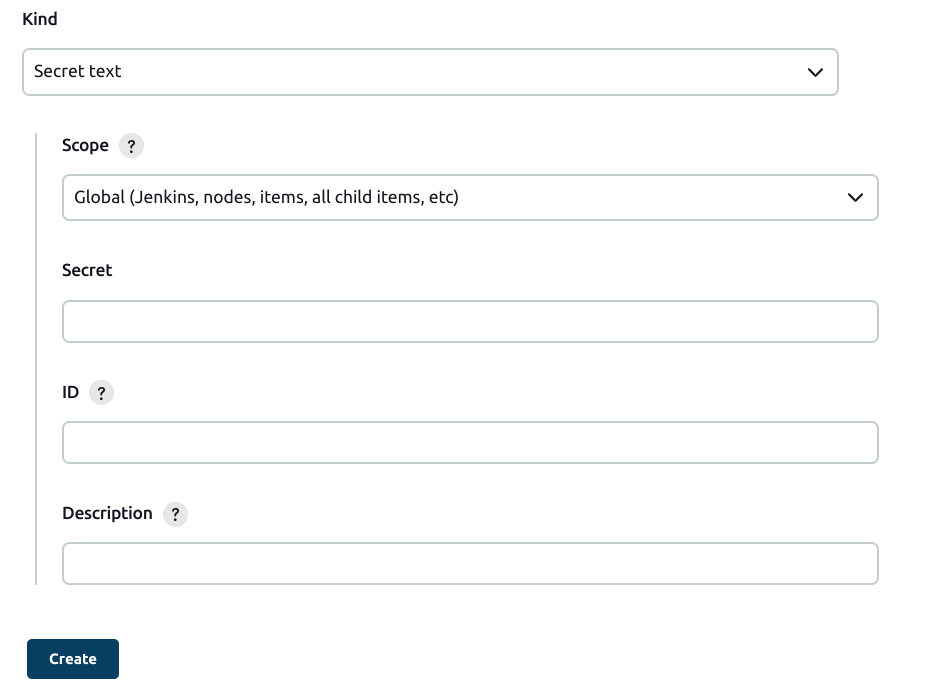 Kind
Secret text
Scope ?
Global (Jenkins, nodes, items, all child items, etc)
Secret
ID ?
Description ?
Create